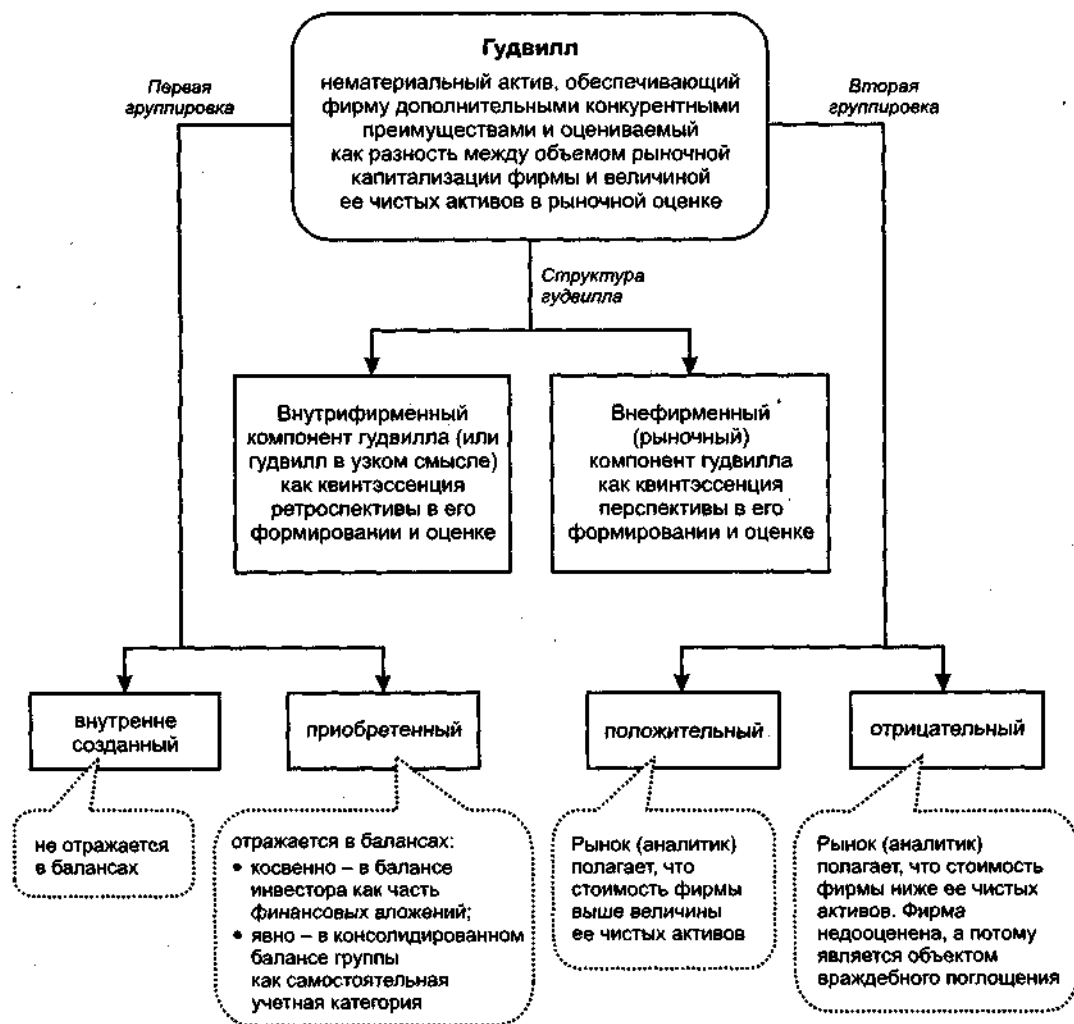 Гудвилл
нематериальный актив, обеспечивающий
фирму дополнительными конкурентными
преимуществами и оцениваемый
как разность между объемом рыночной
капитализации фирмы и величиной
ее чистых активов в рыночной оценке
Первая
группировка
Вторая
группировка
Структура
гудвилла
Внутрифирменный
компонент гудвилла (или
гудвилл в узком смысле)
как квинтэссенция
ретроспективы в его
формировании и оценке
Внефирменный
(рыночный)
компонент гудвилла
как квинтэссенция
перспективы в его
формировании и оценке
внутренне
созданный
приобретенный
положительный
отрицательный
не отражается
в балансах
отражается в балансах:
• косвенно – в балансе
инвестора как часть
финансовых вложений;
• явно – в консолидированном
балансе группы
как самостоятельная
учетная категория
Рынок (аналитик)
полагает, что
стоимость фирмы
выше величины
ее чистых активов
Рынок (аналитик)
полагает, что стоимость
фирмы ниже ее чистых
активов. Фирма
недооценена, а потому
является объектом
враждебного поглощения